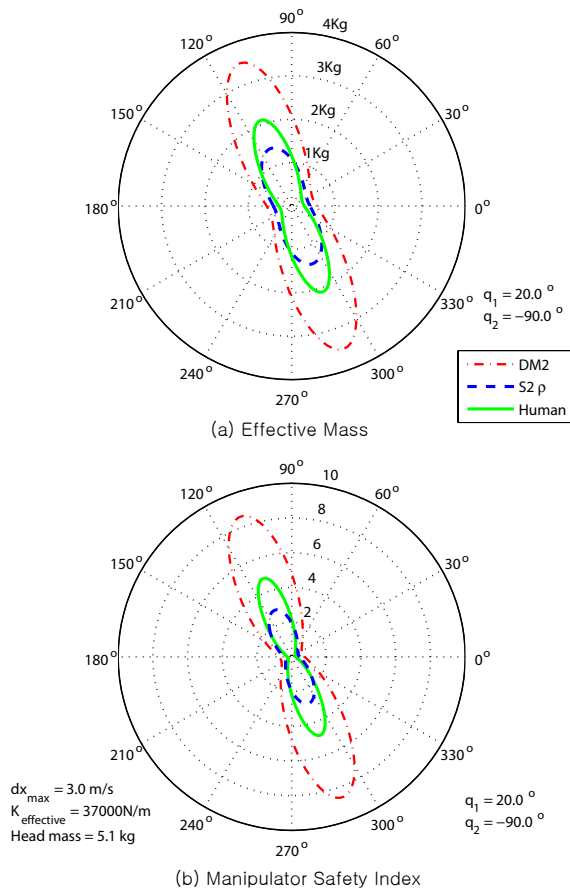 90°
4Kg
120°
60°
3Kg
150°
2Kg
30°
1Kg
180°
0°
210°
330°
q1 = 20.0 °
q2 = −90.0 °
240°
300°
270°
DM2
S2 ρ
Human
(a) Effective Mass
90°
10
120°
60°
8
150°
6
30°
4
2
180°
0°
210°
330°
dxmax = 3.0 m/s
Keffective = 37000N/m
Head mass = 5.1 kg
q1 = 20.0 °
q2 = −90.0 °
240°
300°
270°
(b) Manipulator Safety Index